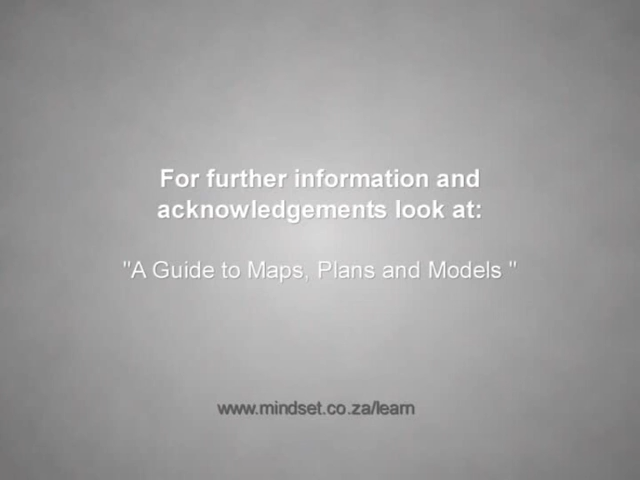 For further information and
acknowledgements look at:
"A Guide to Maps, Plans and Models "
www.mindset.co.za/learn